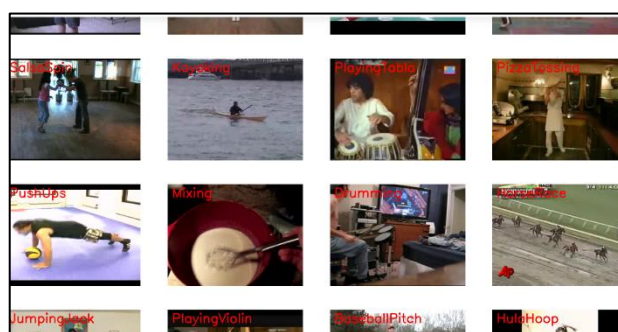 SalsaSpin
Kayaking
PlayingTabla
PizzaTossing
PushUps
Mixing
Drumming
HorseRace
JumpingJack
PlayingViolin
BaseballPitch
HulaHoop